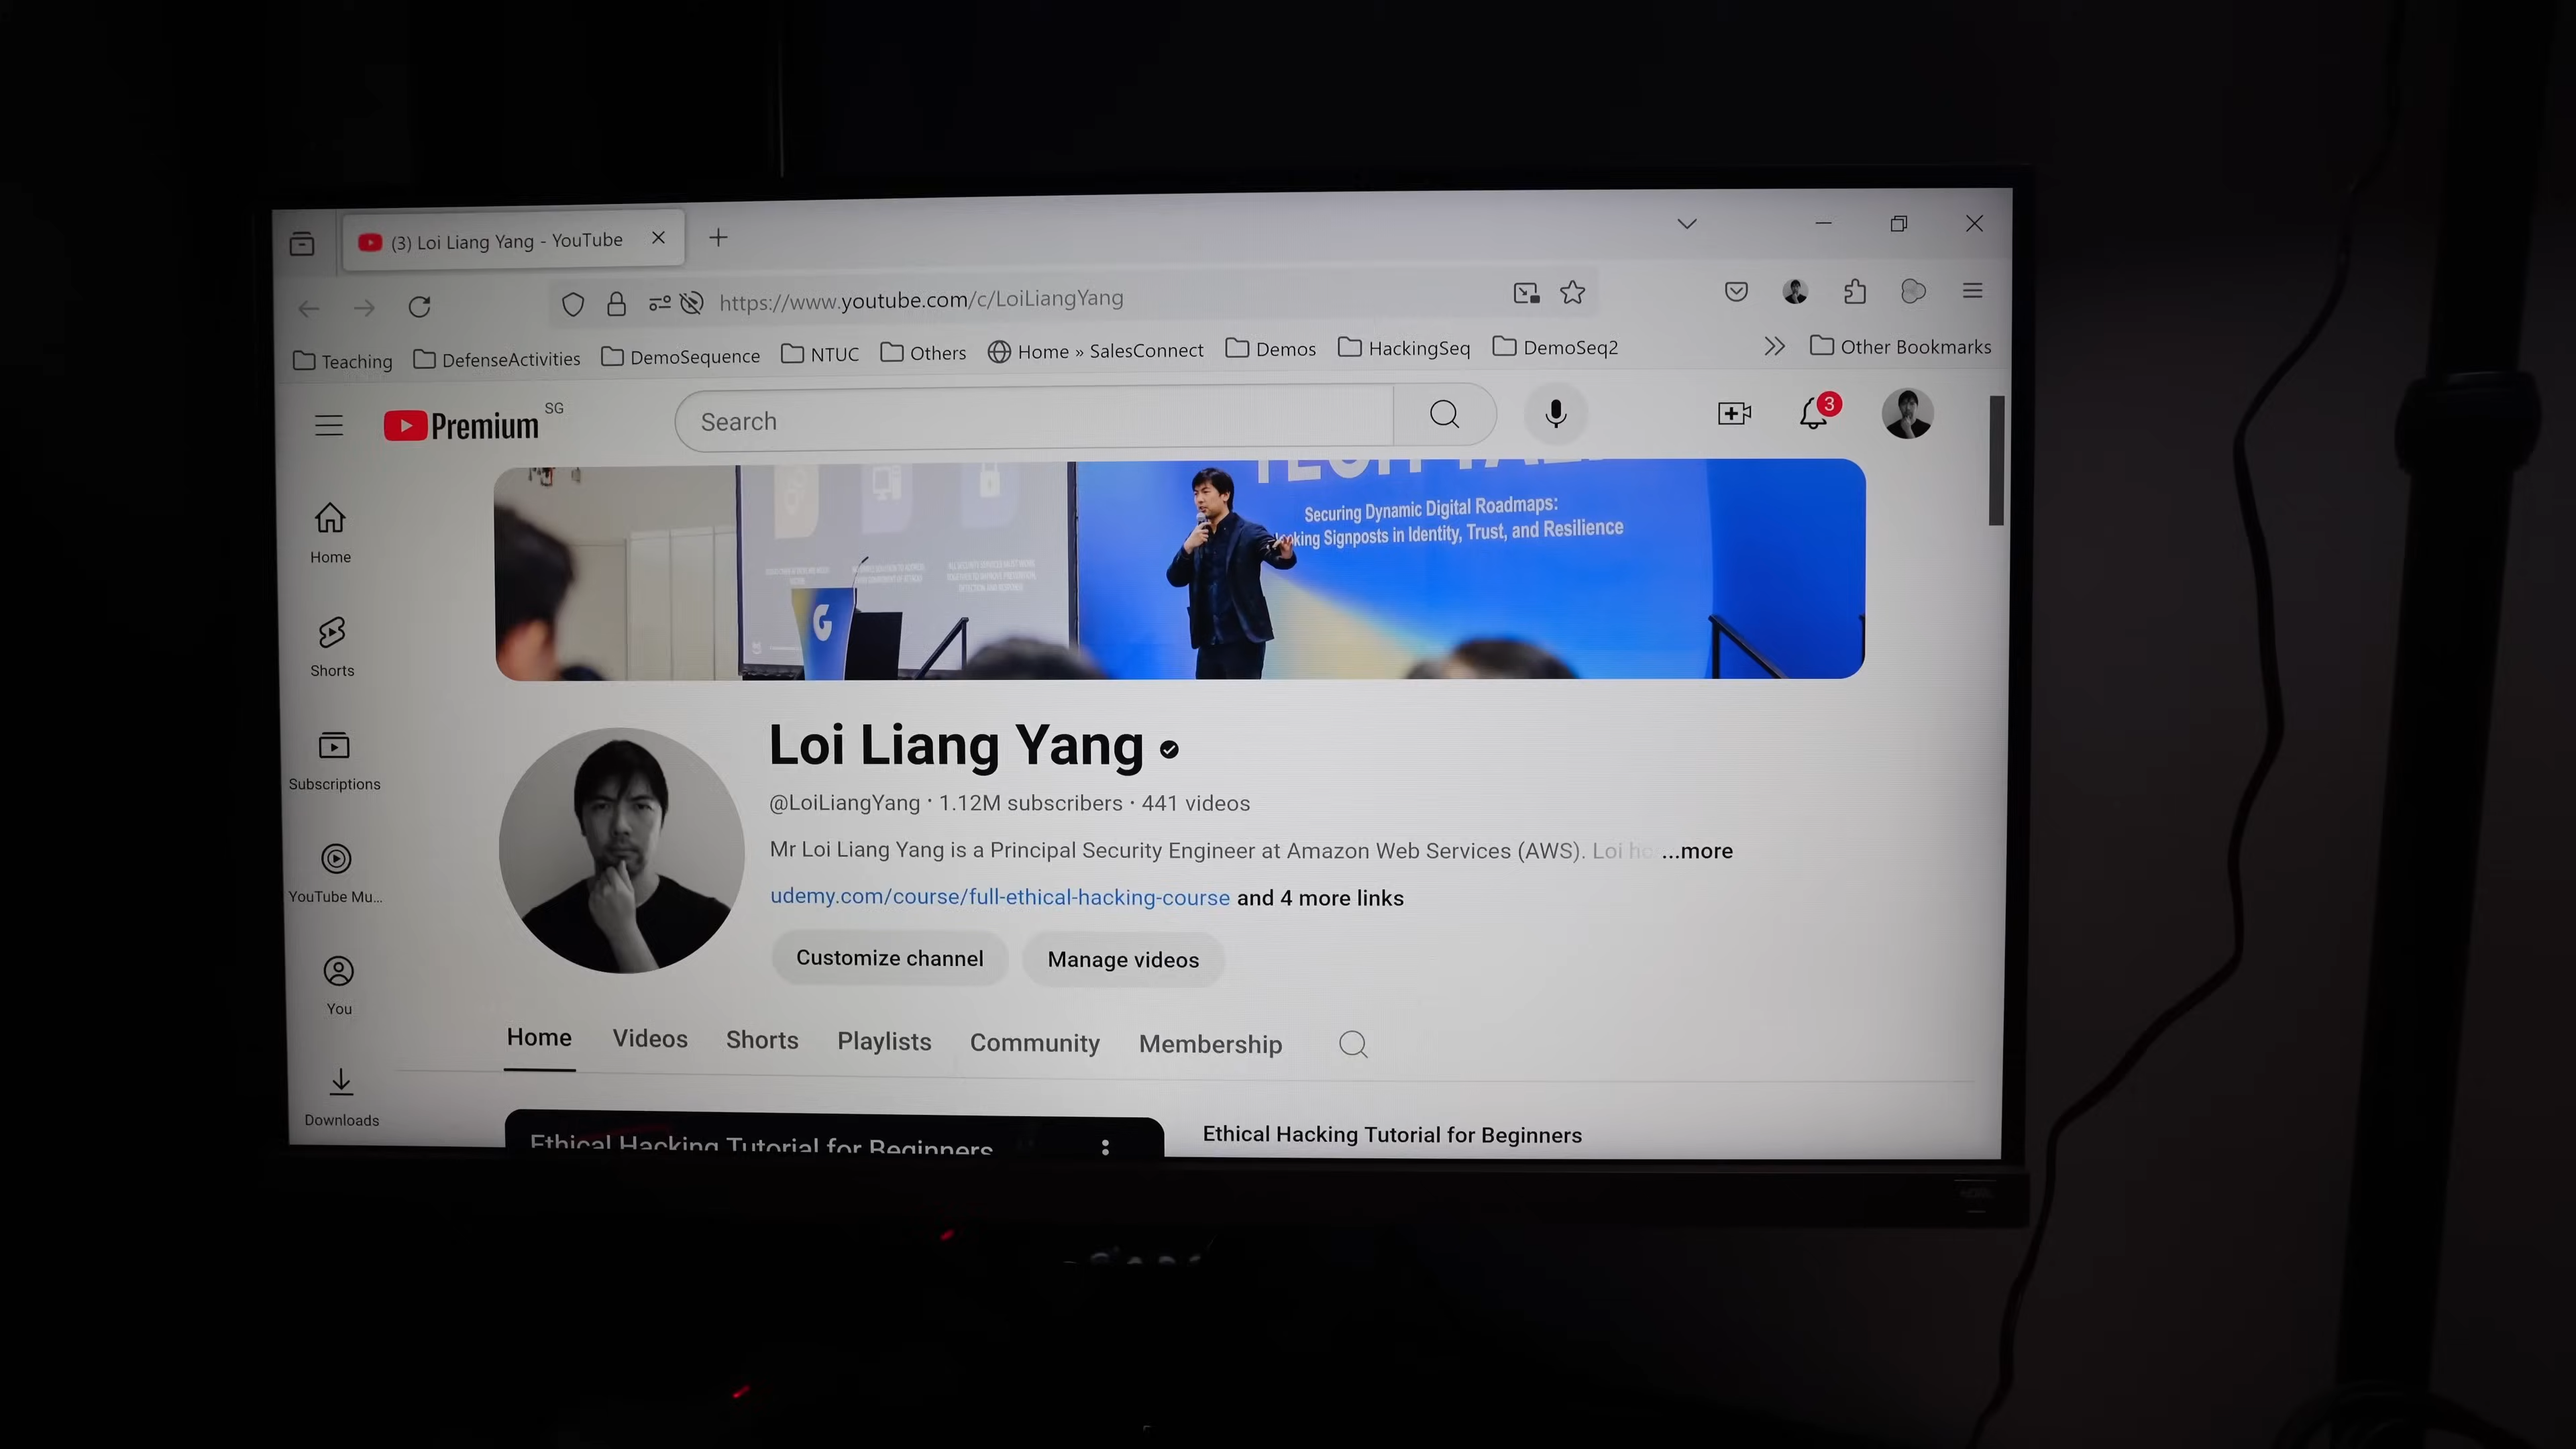 (3) Loi Liang Yang - YouTube
https://www.youtube.com/c/LoiLiangYang
Teaching DefenseActivities DemoSequence NTUC Others Home » SalesConnect Demos HackingSeq DemoSeq2 Other Bookmarks
Premium SG
Search
3
TECH TALK
Securing Dynamic Digital Roadmaps:
Signposts in Identity, Trust, and Resilience
G
Home
Shorts
Subscriptions
YouTube Mu...
You
Downloads
Loi Liang Yang
@LoiLiangYang · 1.12M subscribers · 441 videos
Mr Loi Liang Yang is a Principal Security Engineer at Amazon Web Services (AWS). Loi ...more
udemy.com/course/full-ethical-hacking-course and 4 more links
Customize channel Manage videos
Home Videos Shorts Playlists Community Membership
Ethical Hacking Tutorial for Beginners
Ethical Hacking Tutorial for Beginners